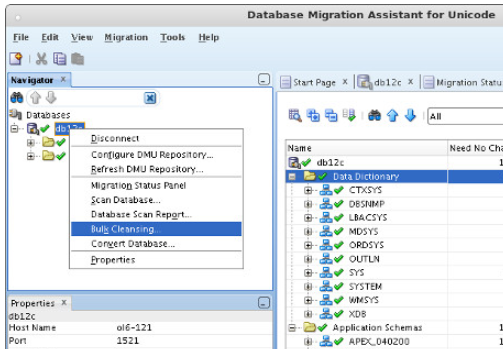 Database Migration Assistant for Unicode
File Edit View Migration Tools Help
Navigator x
Databases
db12c
Disconnect
Configure DMU Repository...
Refresh DMU Repository...
Migration Status Panel
Scan Database...
Database Scan Report...
Bulk Cleansing...
Convert Database...
Properties
Properties x
db12c
Host Name ol6-121
Port 1521
Start Page x db12c x Migration Statu
All
Name Need No Cha
db12c 1
Data Dictionary
CTXSYS
DBSNMP
LBACSYS
MDSYS
ORDSYS
OUTLN
SYS
SYSTEM
WMSYS
XDB
Application Schemas 1
APEX_040200 1